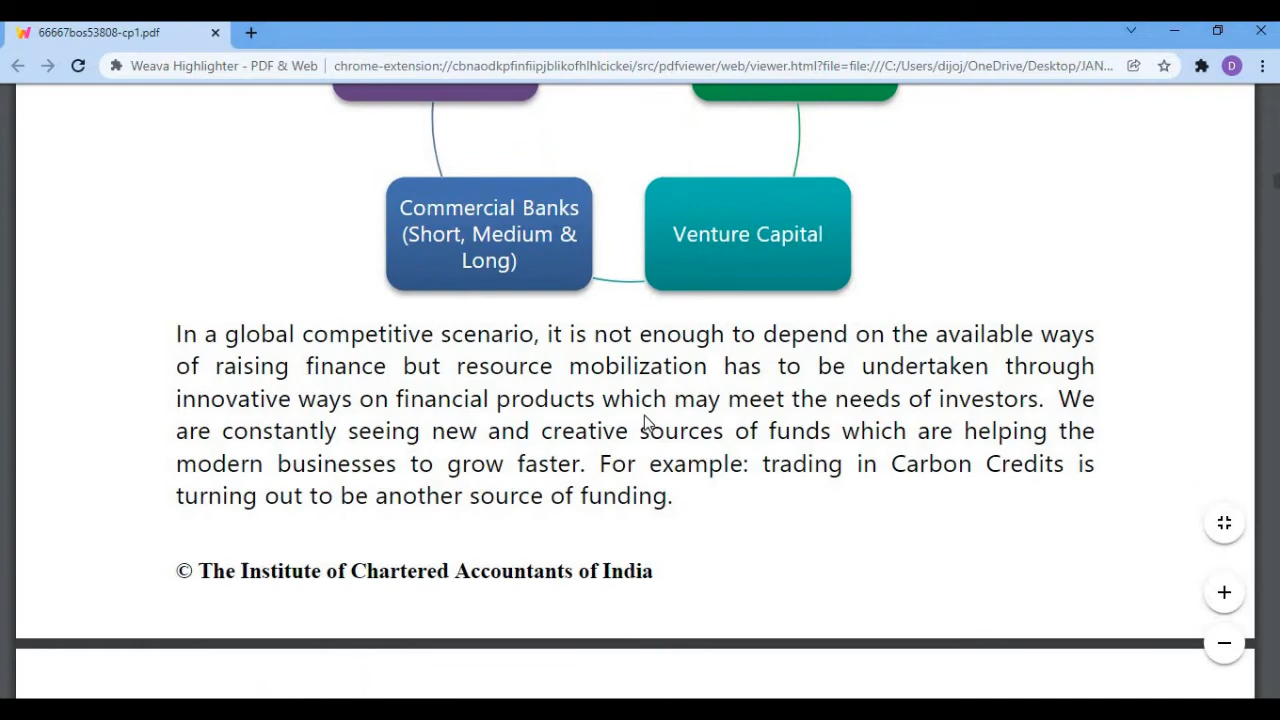 66667bos53808-cp1.pdf
Weava Highlighter - PDF & Web
chrome-extension://cbnaodkpfinfiipjblikofhlhlcickei/src/pdfviewer/web/viewer.html?file=file:///C:/Users/dijoj/OneDrive/Desktop/JAN...
D
Commercial Banks
(Short, Medium &
Long)
Venture Capital
In a global competitive scenario, it is not enough to depend on the available ways
of raising finance but resource mobilization has to be undertaken through
innovative ways on financial products which may meet the needs of investors. We
are constantly seeing new and creative sources of funds which are helping the
modern businesses to grow faster. For example: trading in Carbon Credits is
turning out to be another source of funding.
© The Institute of Chartered Accountants of India